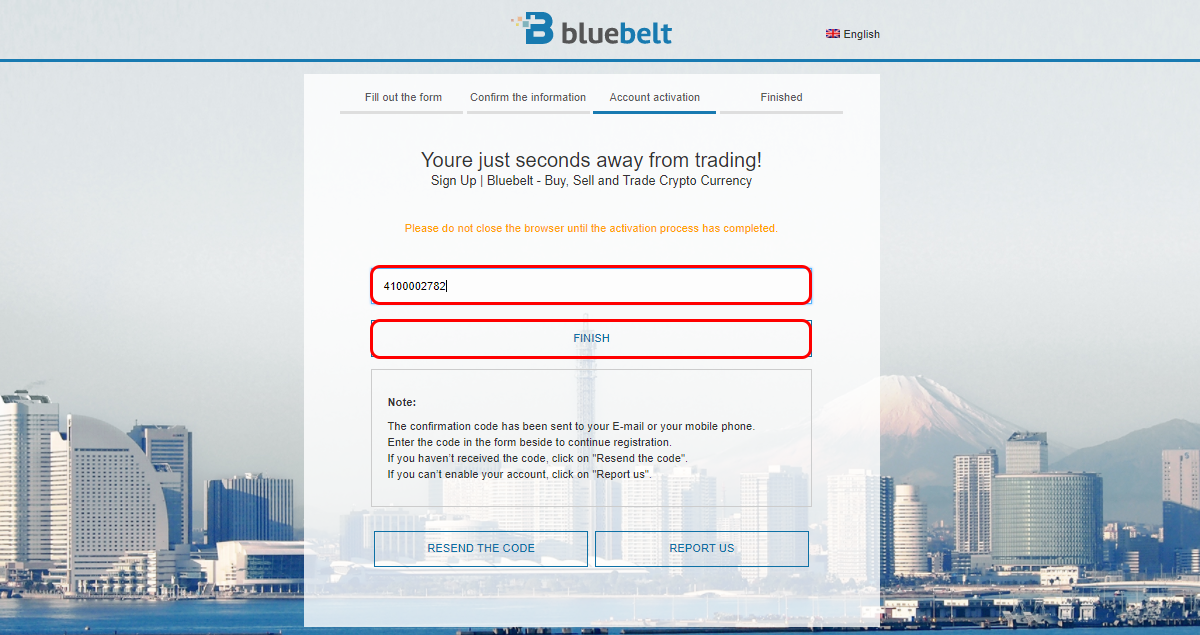 bluebelt
English
Fill out the form
Confirm the information
Account activation
Finished
Youre just seconds away from trading!
Sign Up | Bluebelt - Buy, Sell and Trade Crypto Currency
Please do not close the browser until the activation process has completed.
4100002782
FINISH
Note:
The confirmation code has been sent to your E-mail or your mobile phone.
Enter the code in the form beside to continue registration.
If you haven't received the code, click on "Resend the code".
If you can't enable your account, click on "Report us".
RESEND THE CODE
REPORT US